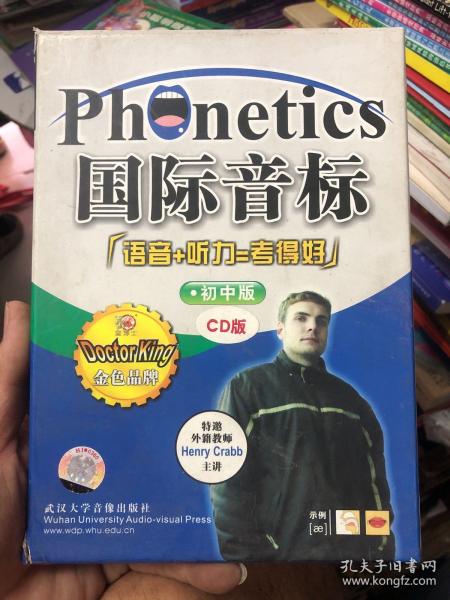 Phonetics
国际音标
「语音+听力=考得好」
•初中版
CD版
Doctor King
金色品牌
特邀
外籍教师
Henry Crabb
主讲
武汉大学音像出版社
Wuhan University Audio-visual Press
www.wdp.whu.edu.cn
示例
[æ]
孔夫子旧书网
www.kongfz.com